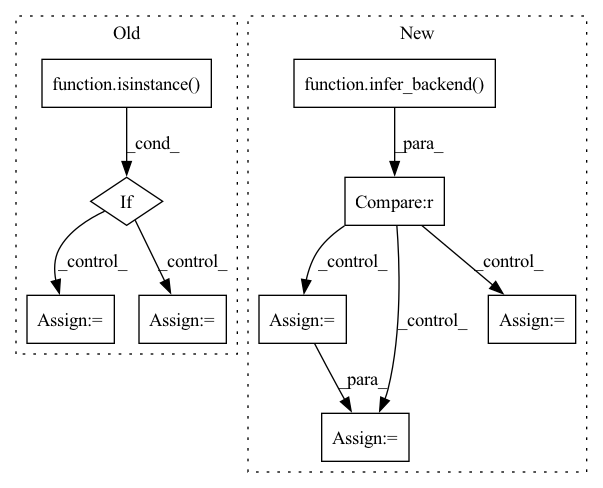 Old
New
function.isinstance()
function.infer_backend()
_cond_
_para_
If
Compare:r
_control_
_control_
_control_
_control_
_control_
Assign:=
Assign:=
Assign:=
Assign:=
_para_
Assign:=